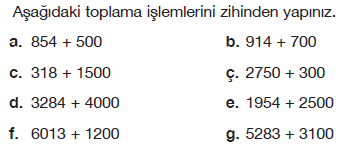 Aşağıdaki toplama işlemlerini zihinden yapınız.
a. 854 + 500 b. 914 + 700
c. 318 + 1500 ç. 2750 + 300
d. 3284 + 4000 e. 1954 + 2500
f. 6013 + 1200 g. 5283 + 3100